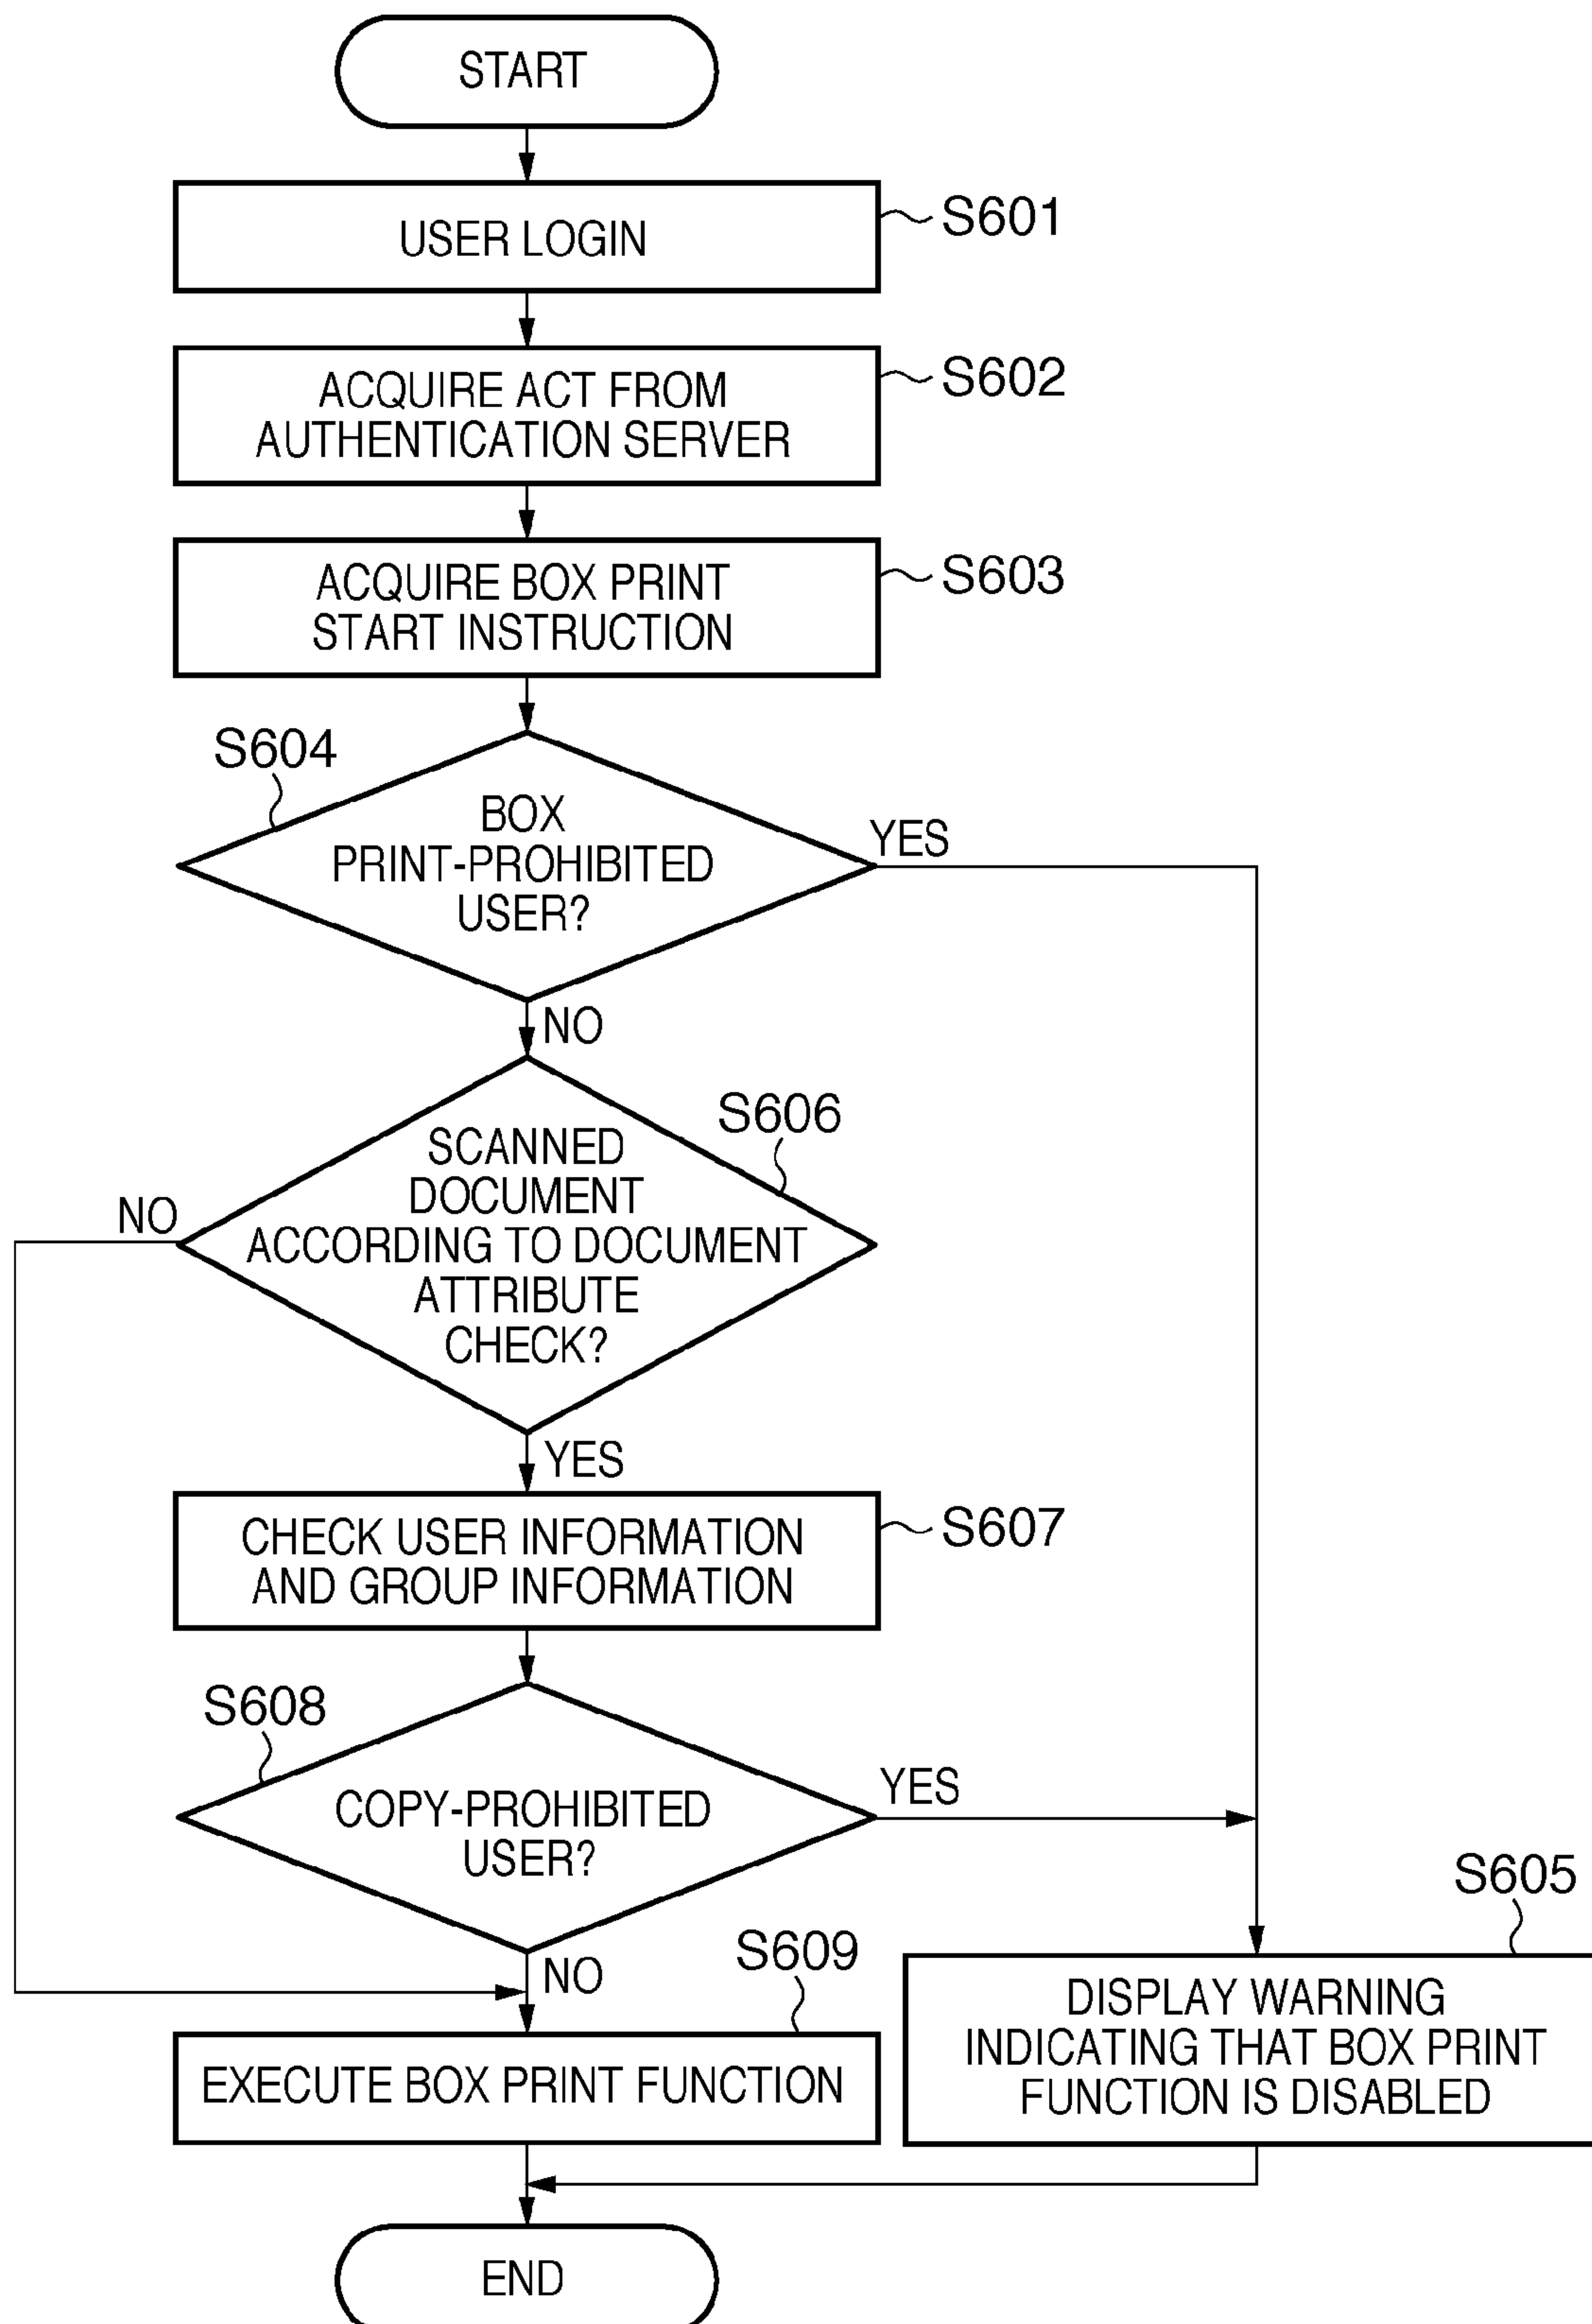 START
USER LOGIN
S601
ACQUIRE ACT FROM
AUTHENTICATION SERVER
S602
ACQUIRE BOX PRINT
START INSTRUCTION
S603
S604
BOX
PRINT-PROHIBITED
USER?
YES
NO
S606
SCANNED
DOCUMENT
ACCORDING TO DOCUMENT
ATTRIBUTE
CHECK?
NO
YES
CHECK USER INFORMATION
AND GROUP INFORMATION
S607
S608
COPY-PROHIBITED
USER?
YES
NO
S605
DISPLAY WARNING
INDICATING THAT BOX PRINT
FUNCTION IS DISABLED
S609
EXECUTE BOX PRINT FUNCTION
END